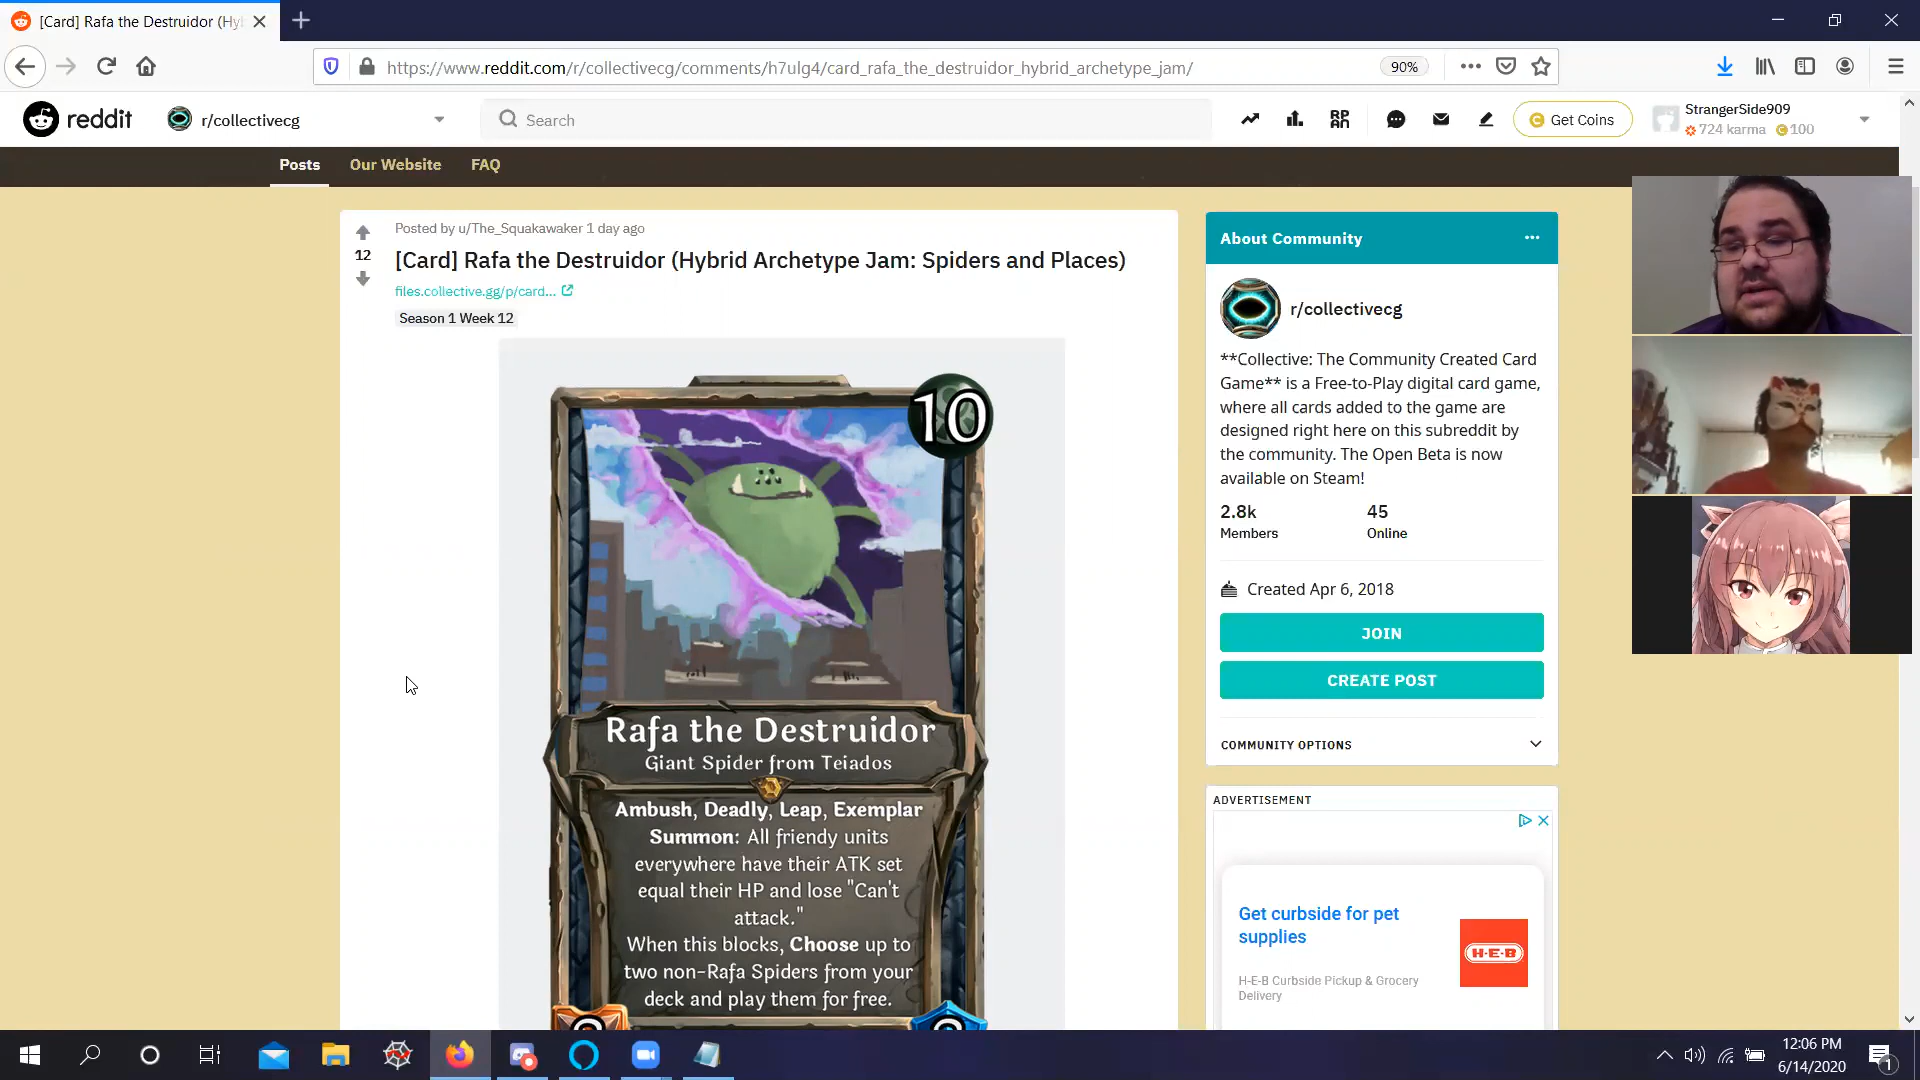 [Card] Rafa the Destruidor (Hy
https://www.reddit.com/r/collectivecg/comments/h7ulg4/card_rafa_the_destruidor_hybrid_archetype_jam/
90%
reddit
r/collectivecg
Search
Get Coins
StrangerSide909
724 karma 100
Posts
Our Website
FAQ
Posted by u/The_Squakawaker 1 day ago
12
[Card] Rafa the Destruidor (Hybrid Archetype Jam: Spiders and Places)
files.collective.gg/p/card...
Season 1 Week 12
10
Rafa the Destruidor
Giant Spider from Teiados
Ambush, Deadly, Leap, Exemplar
Summon: All friendy units
everywhere have their ATK set
equal their HP and lose "Can't
attack."
When this blocks, Choose up to
two non-Rafa Spiders from your
deck and play them for free.
About Community
r/collectivecg
**Collective: The Community Created Card
Game** is a Free-to-Play digital card game,
where all cards added to the game are
designed right here on this subreddit by
the community. The Open Beta is now
available on Steam!
2.8k
Members
45
Online
Created Apr 6, 2018
JOIN
CREATE POST
COMMUNITY OPTIONS
ADVERTISEMENT
Get curbside for pet
supplies
H-E-B
H-E-B Curbside Pickup & Grocery
Delivery
12:06 PM
6/14/2020
1